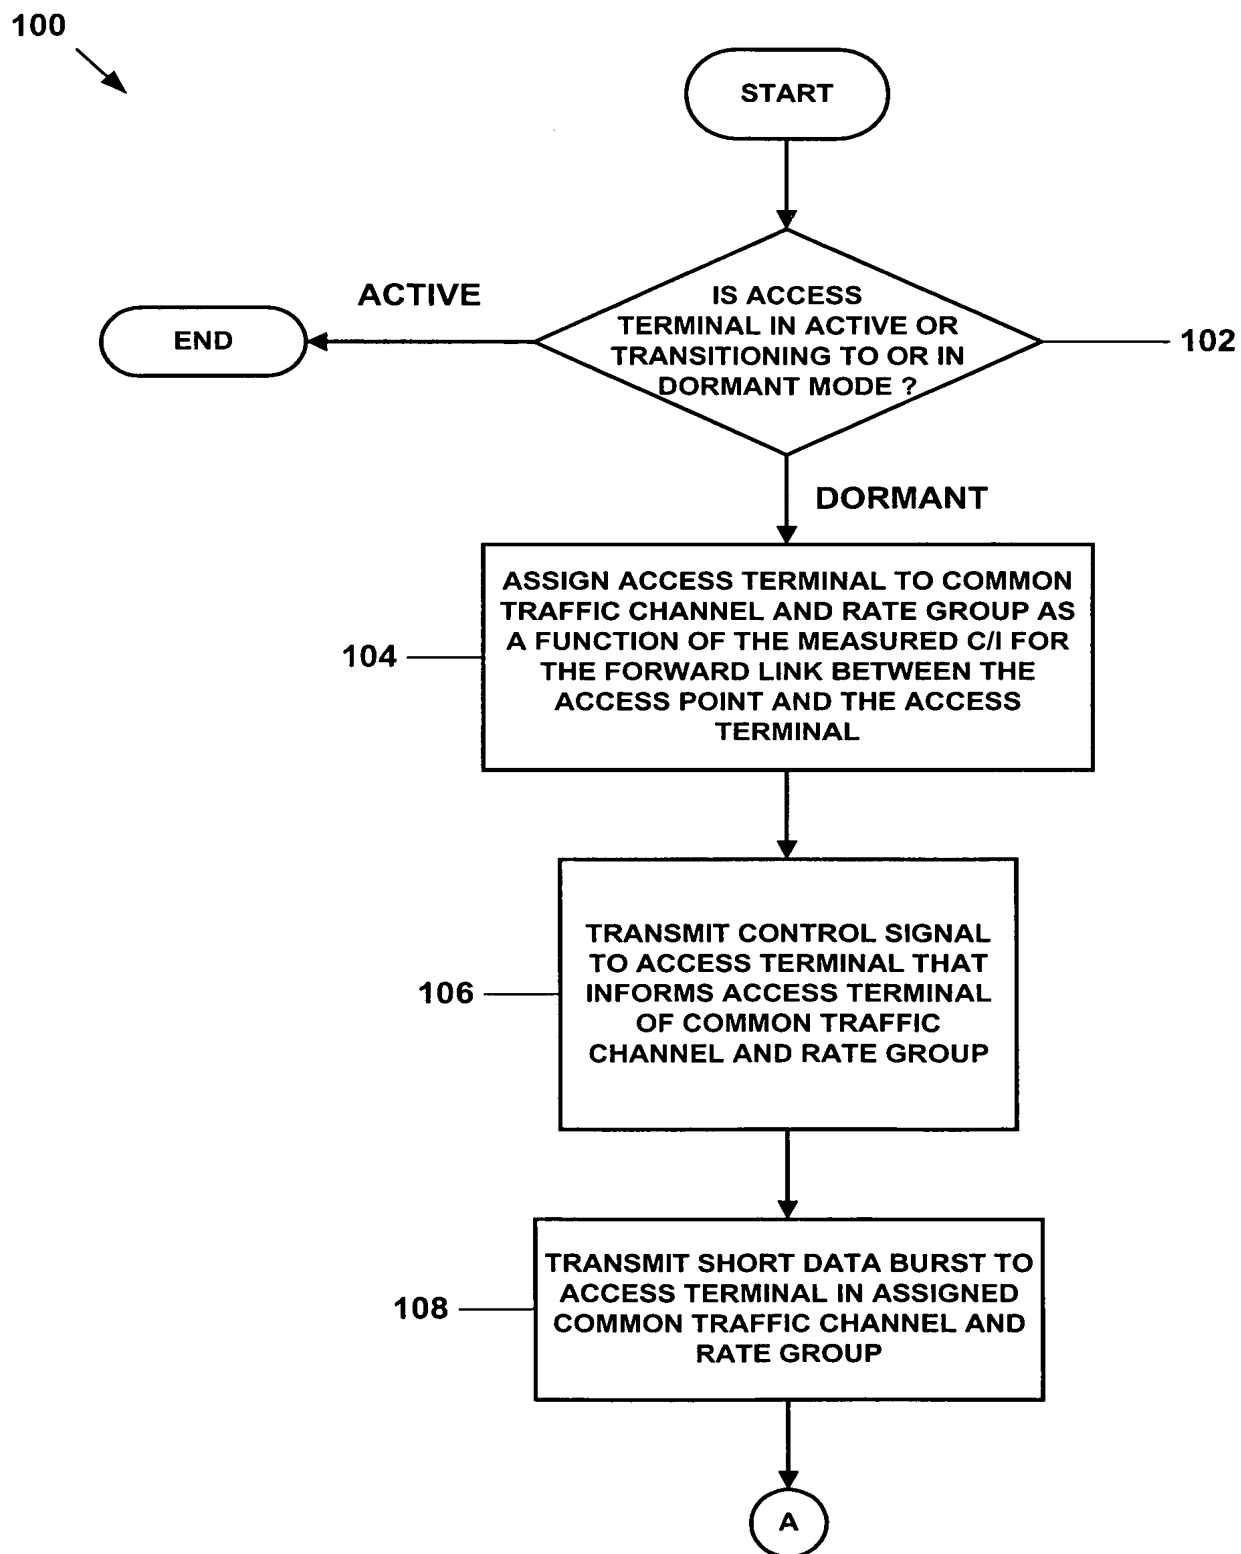 100
START
ACTIVE
END
IS ACCESS
TERMINAL IN ACTIVE OR
TRANSITIONING TO OR IN
DORMANT MODE ?
102
DORMANT
104
ASSIGN ACCESS TERMINAL TO COMMON
TRAFFIC CHANNEL AND RATE GROUP AS
A FUNCTION OF THE MEASURED C/I FOR
THE FORWARD LINK BETWEEN THE
ACCESS POINT AND THE ACCESS
TERMINAL
106
TRANSMIT CONTROL SIGNAL
TO ACCESS TERMINAL THAT
INFORMS ACCESS TERMINAL
OF COMMON TRAFFIC
CHANNEL AND RATE GROUP
108
TRANSMIT SHORT DATA BURST TO
ACCESS TERMINAL IN ASSIGNED
COMMON TRAFFIC CHANNEL AND
RATE GROUP
A